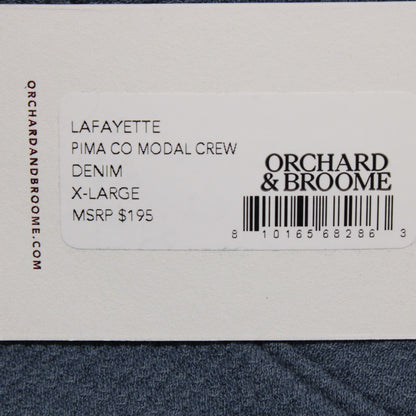 ORCHARDANDBROOME.COM
LAFAYETTE
PIMA CO MODAL CREW
DENIM
X-LARGE
MSRP $195
ORCHARD
& BROOME
8 10165 68286 3